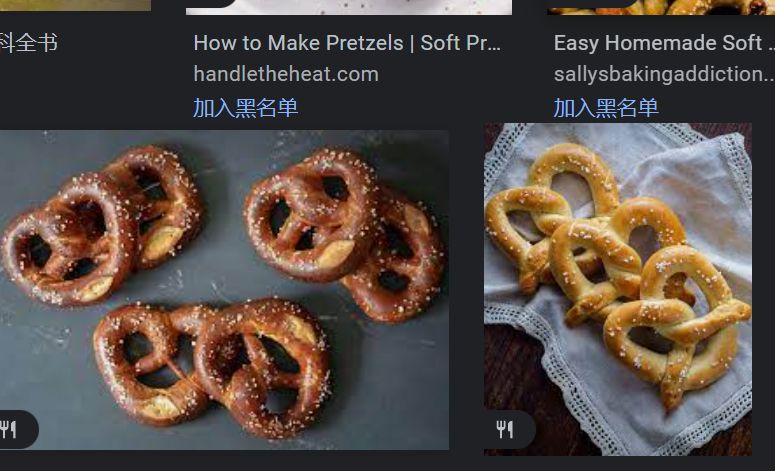 科全书
How to Make Pretzels | Soft Pr...
handletheheat.com
加入黑名单
Easy Homemade Soft ...
sallysbakingaddiction...
加入黑名单